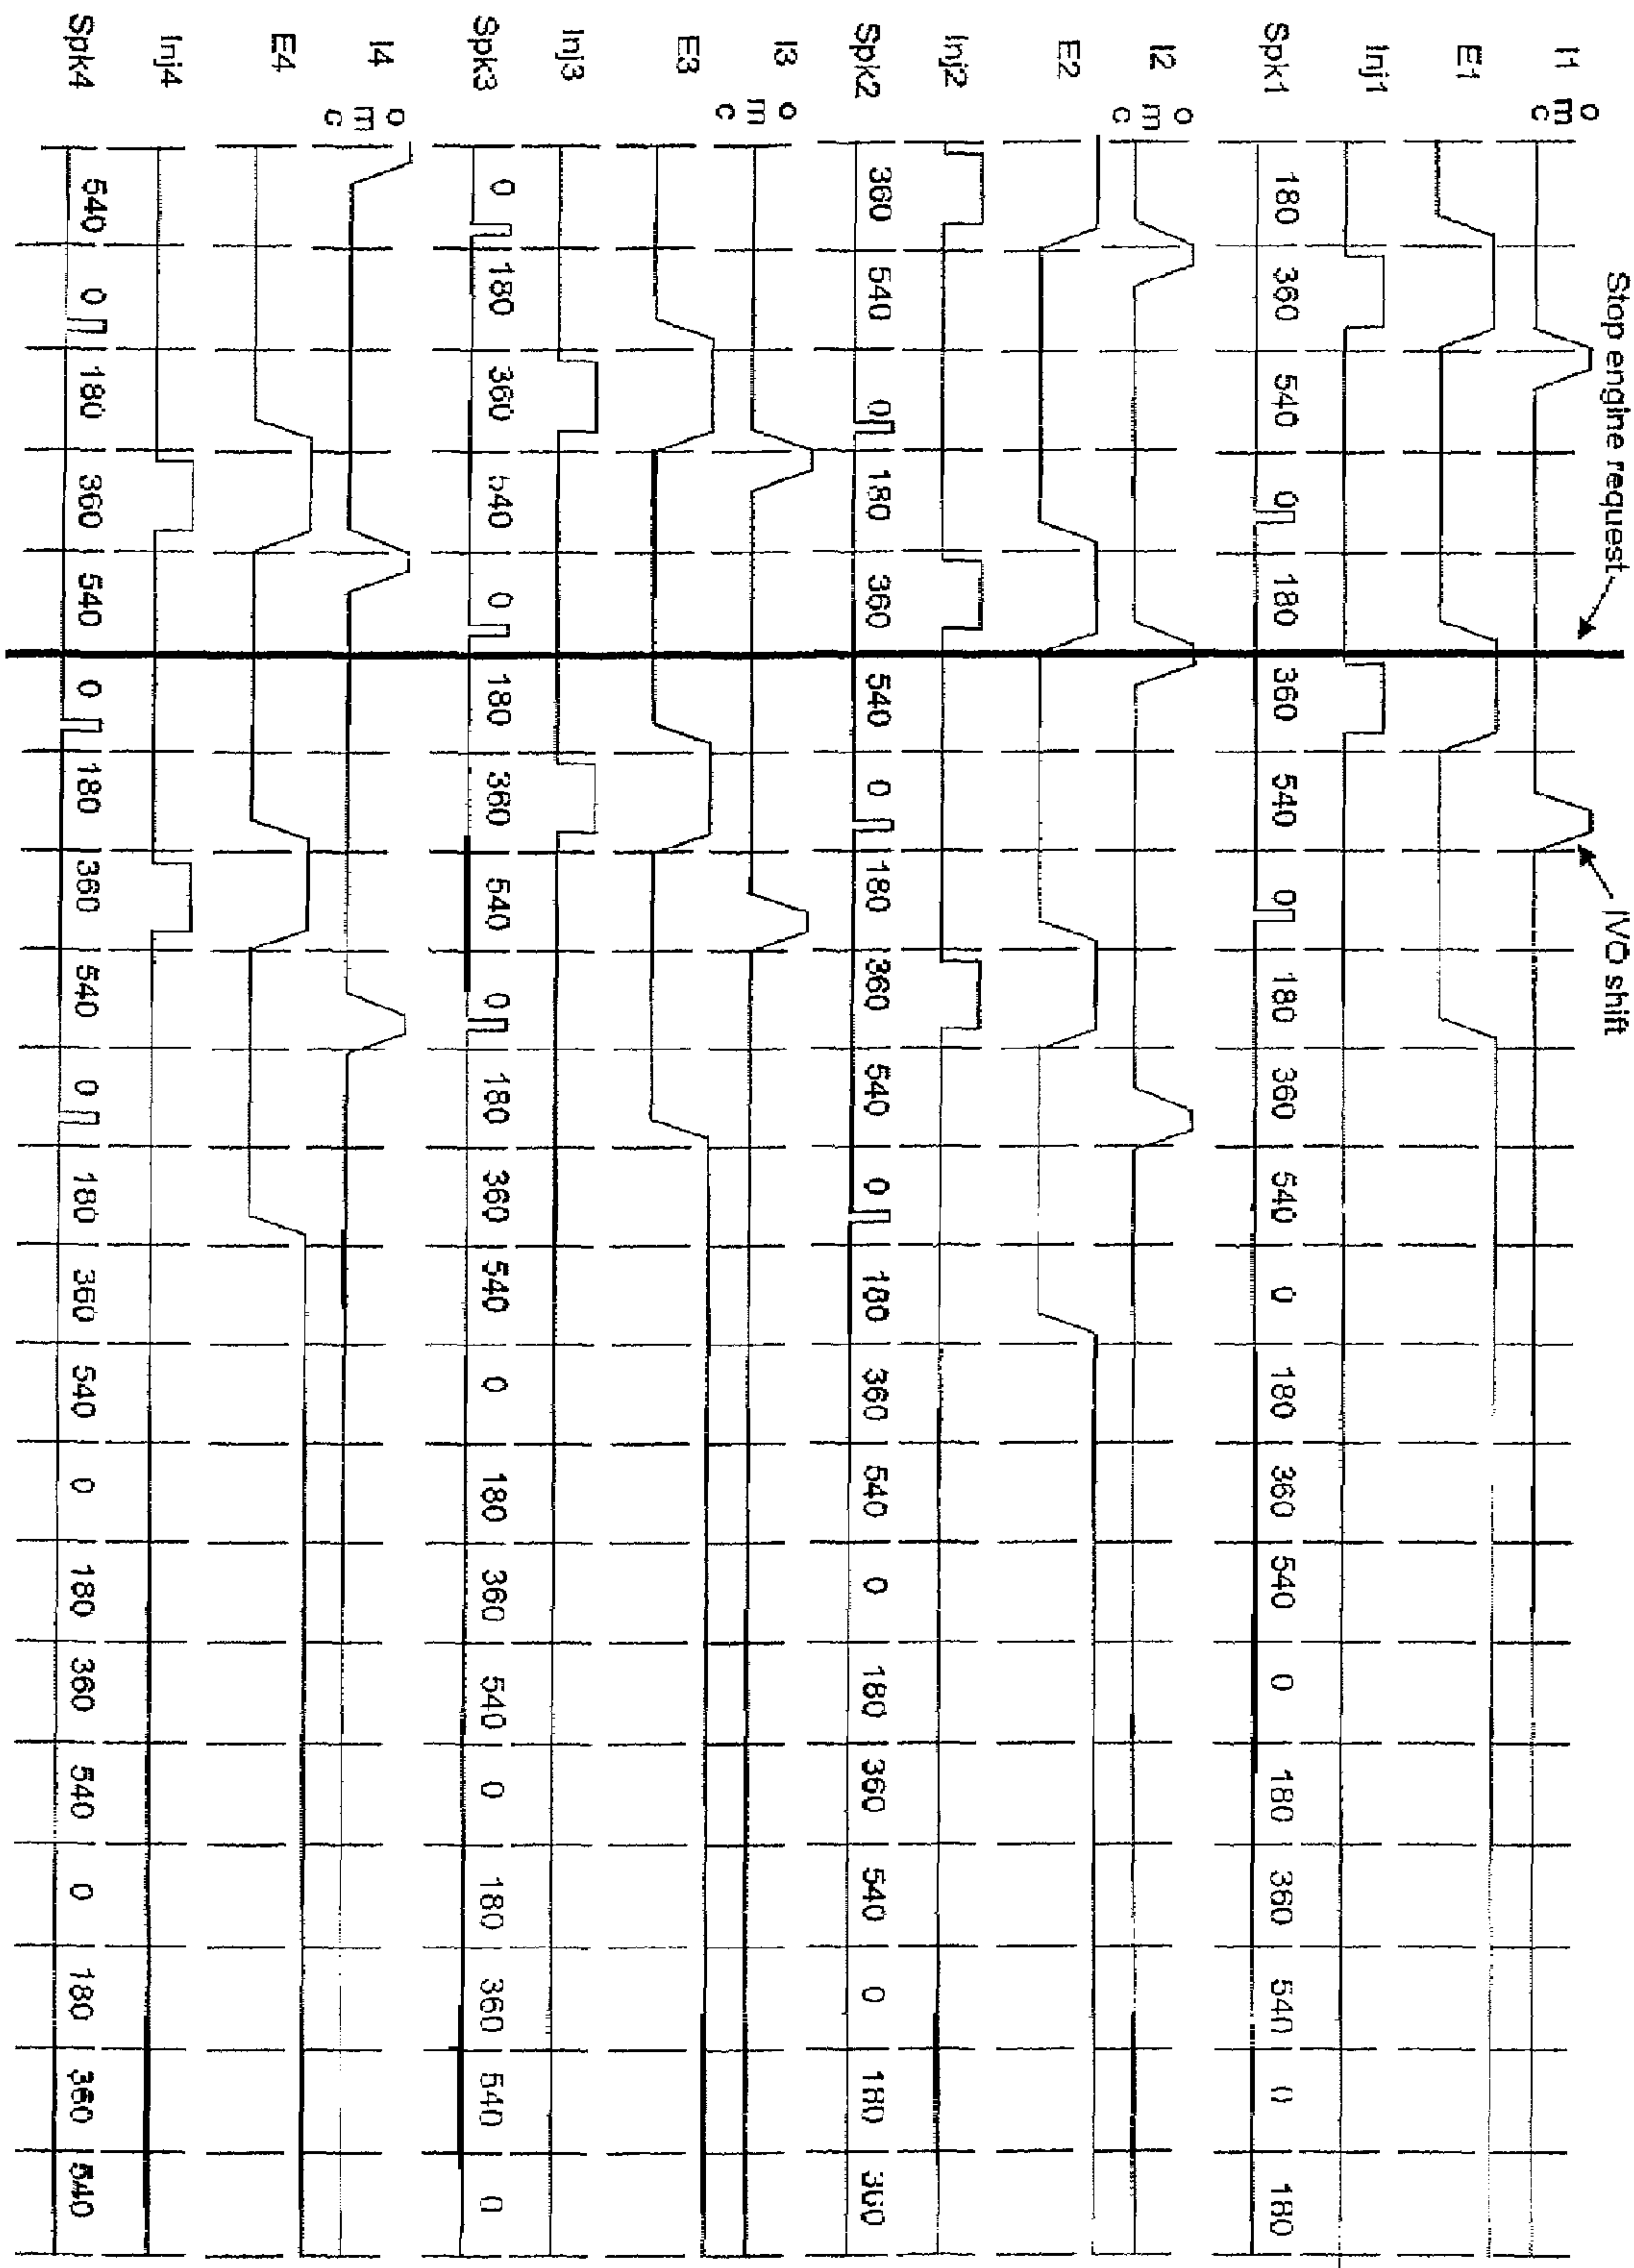 Stop engine request
IVO shift
o
I1 m
c
E1
Inj1
Spk1 180 360 540 0 180 360 540 0 180 360 540 0 180 360 540 0 180 360 540 0 180
o
I2 m
c
E2
Inj2
Spk2 360 540 0 180 360 540 0 180 360 540 0 180 360 540 0 180 360 540 0 180 360
o
I3 m
c
E3
Inj3
Spk3 0 180 360 540 0 180 360 540 0 180 360 540 0 180 360 540 0 180 360 540 0
o
I4 m
c
E4
Inj4
Spk4 540 0 180 360 540 0 180 360 540 0 180 360 540 0 180 360 540 0 180 360 540